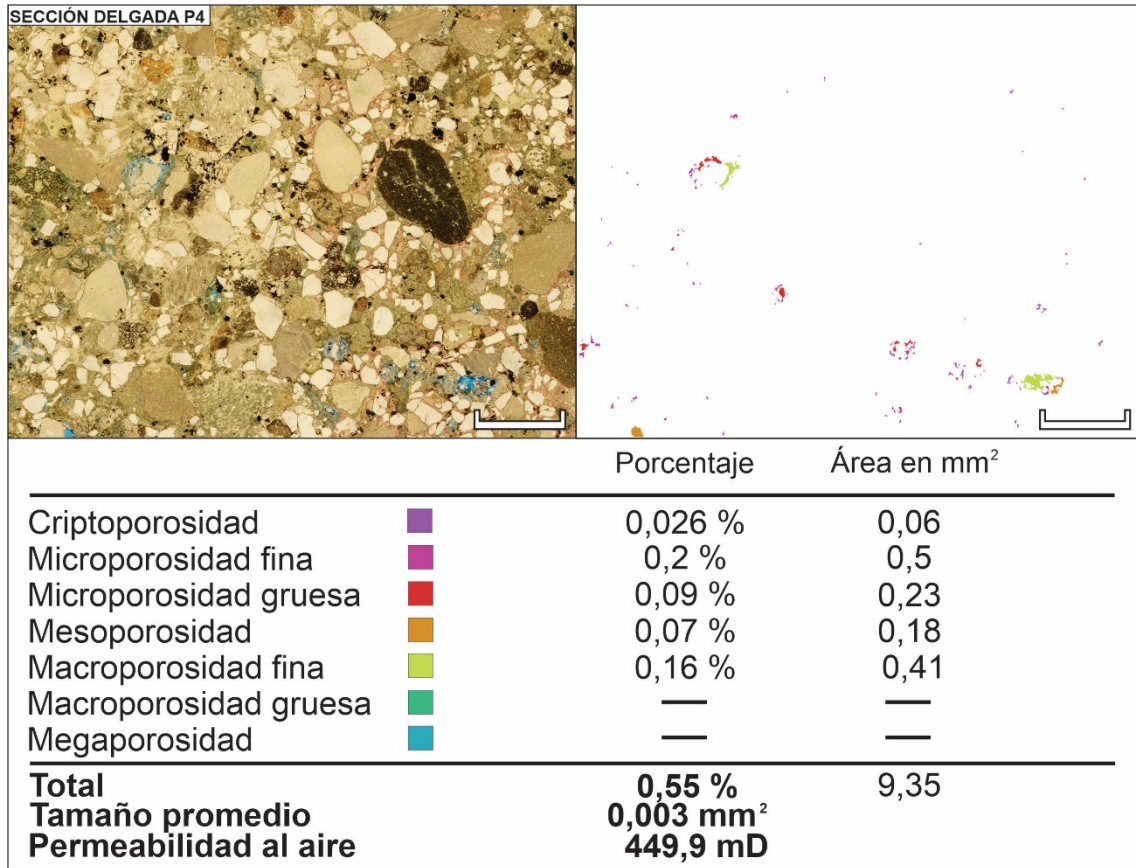 SECCIÓN DELGADA P4
Porcentaje Área en mm²
Criptoporosidad 0,026 % 0,06
Microporosidad fina 0,2 % 0,5
Microporosidad gruesa 0,09 % 0,23
Mesoporosidad 0,07 % 0,18
Macroporosidad fina 0,16 % 0,41
Macroporosidad gruesa — —
Megaporosidad — —
Total 0,55 % 9,35
Tamaño promedio 0,003 mm²
Permeabilidad al aire 449,9 mD